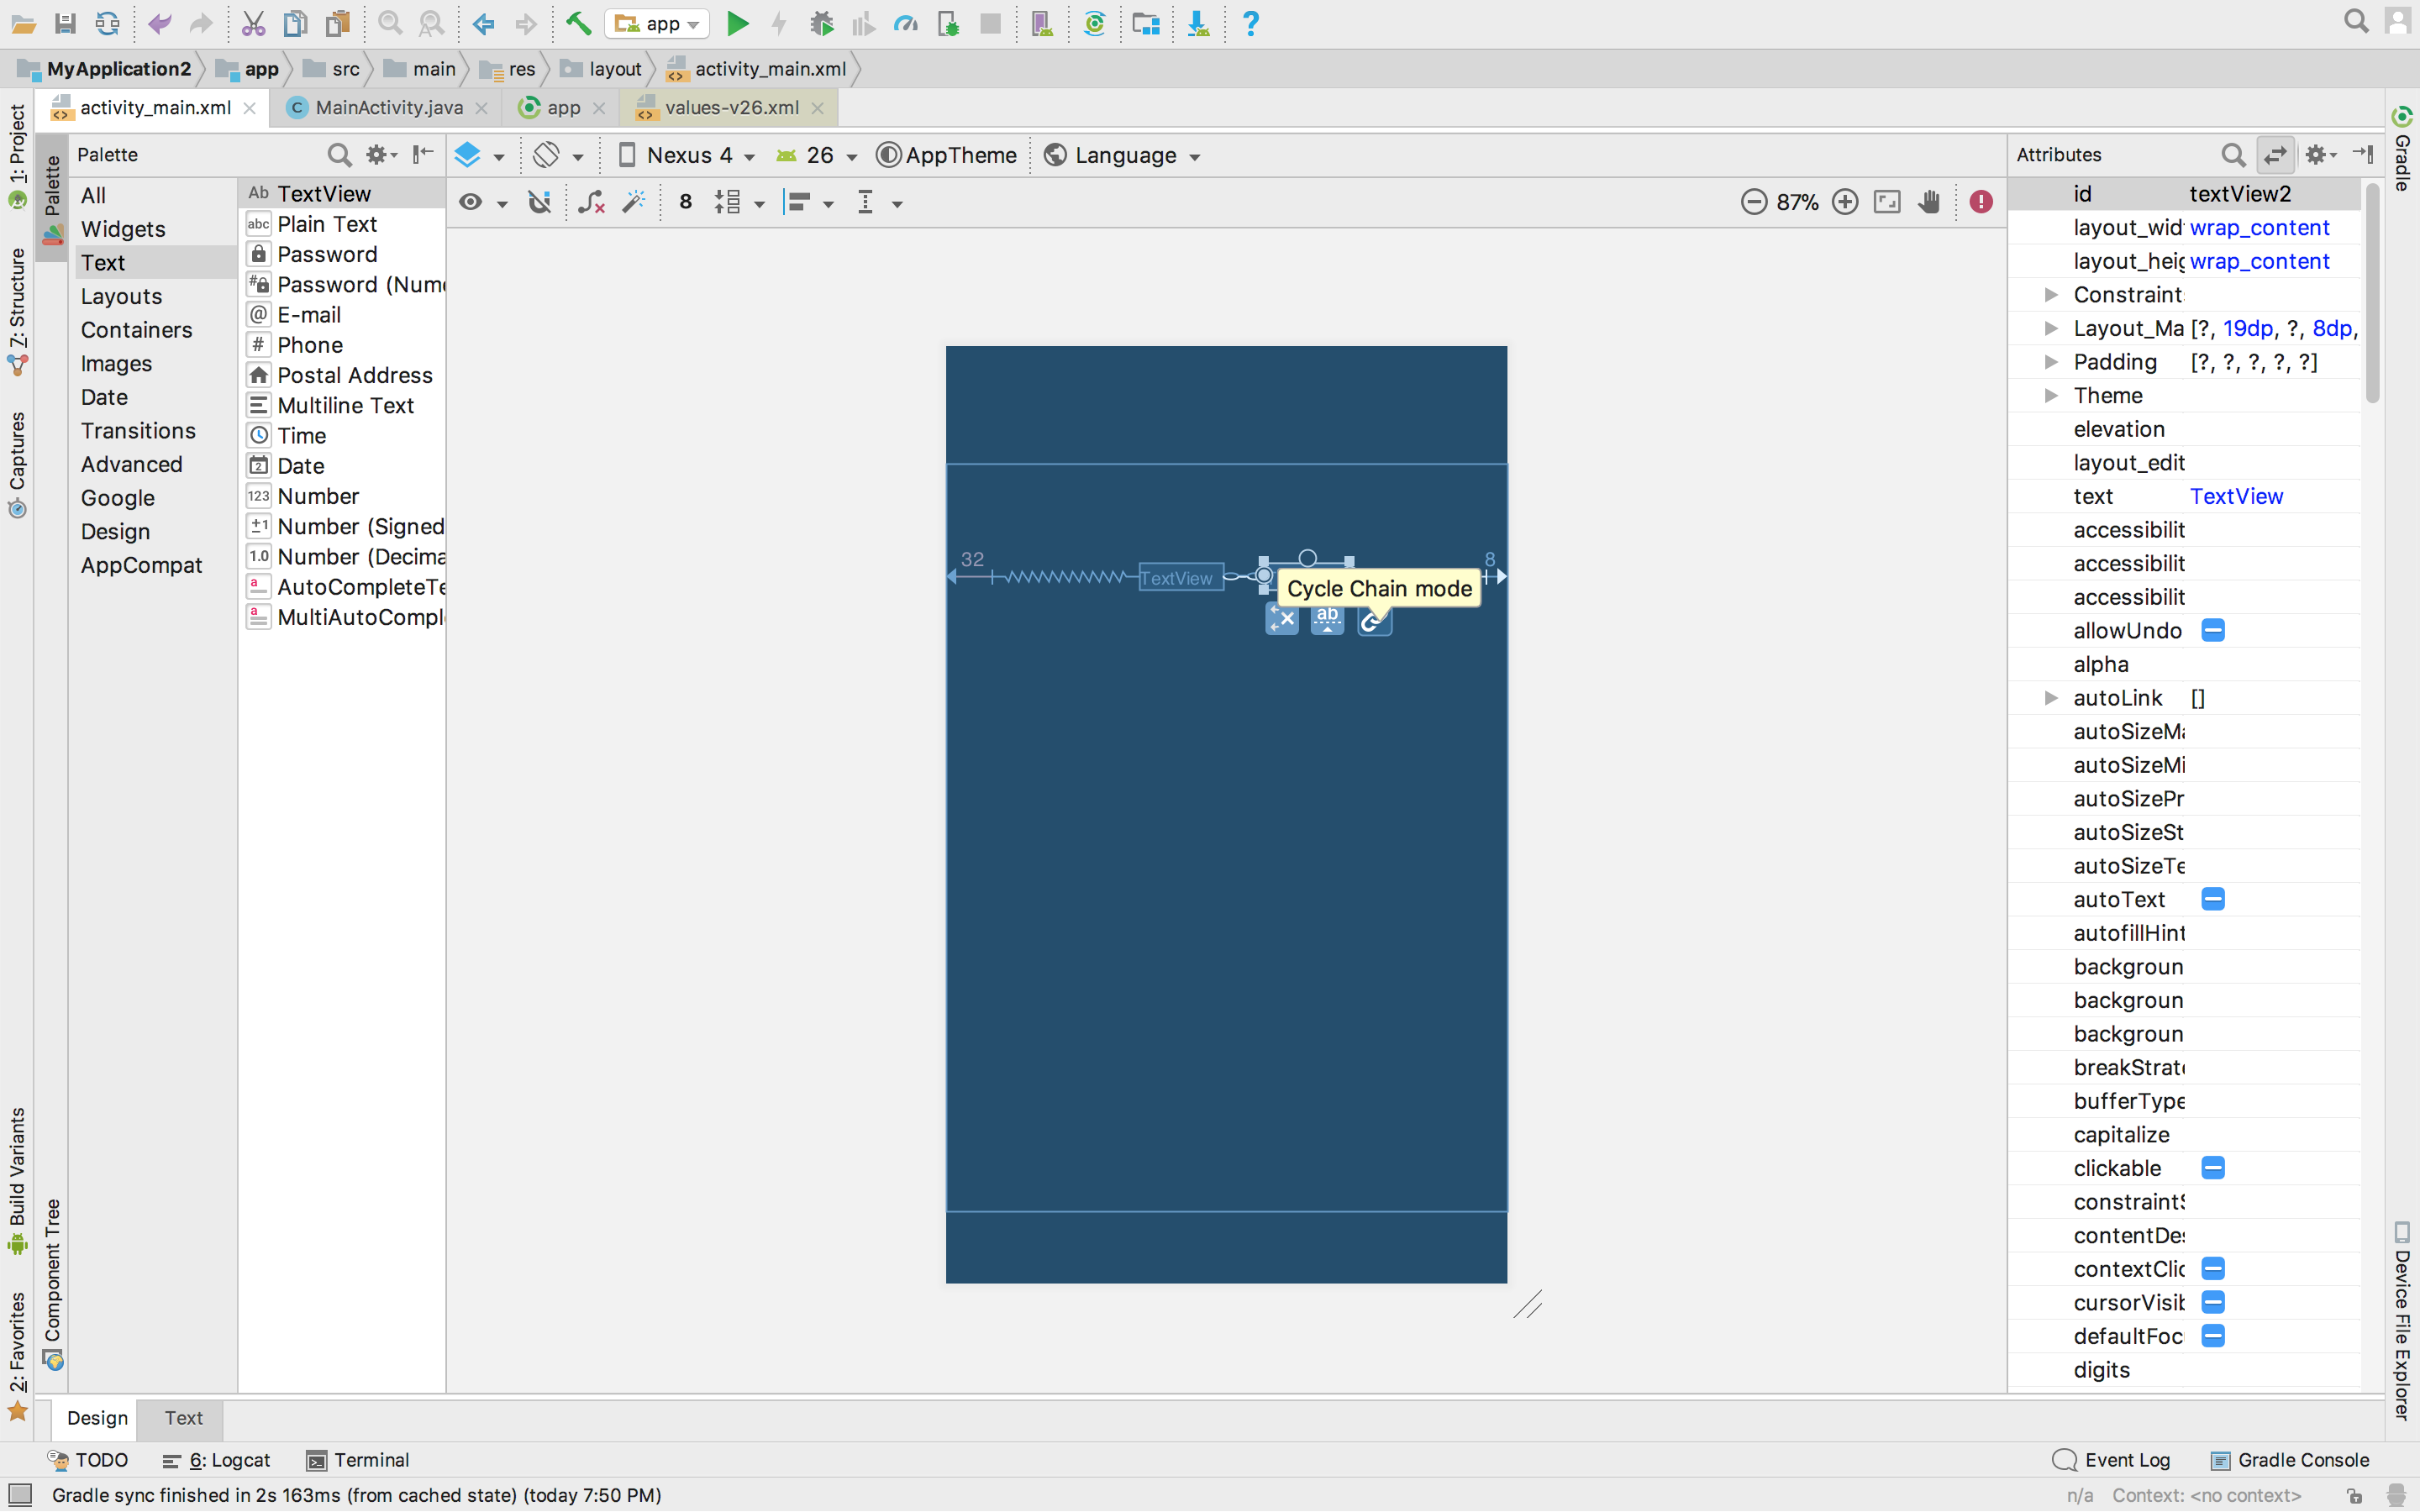 app
MyApplication2 app src main res layout activity_main.xml
activity_main.xml MainActivity.java app values-v26.xml
1: Project
7: Structure
Captures
Build Variants
2: Favorites
Palette
Component Tree
Palette
All
Widgets
Text
Layouts
Containers
Images
Date
Transitions
Advanced
Google
Design
AppCompat
Ab TextView
abc Plain Text
Password
Password (Num
E-mail
Phone
Postal Address
Multiline Text
Time
Date
123 Number
±1 Number (Signed
1.0 Number (Decima
AutoCompleteTe
MultiAutoCompl
Nexus 4 26 AppTheme Language
8
87%
32
8
TextView
Cycle Chain mode
ab
Attributes
id textView2
layout_wid wrap_content
layout_heig wrap_content
Constraint
Layout_Ma [?, 19dp, ?, 8dp,
Padding [?, ?, ?, ?, ?]
Theme
elevation
layout_edit
text TextView
accessibilit
accessibilit
accessibilit
allowUndo
alpha
autoLink []
autoSizeMa
autoSizeMi
autoSizePr
autoSizeSt
autoSizeTe
autoText
autofillHint
backgroun
backgroun
backgroun
breakStrate
bufferType
capitalize
clickable
constraintS
contentDes
contextClic
cursorVisib
defaultFoc
digits
Gradle
Device File Explorer
Design Text
TODO 6: Logcat Terminal
Event Log Gradle Console
Gradle sync finished in 2s 163ms (from cached state) (today 7:50 PM)
n/a Context: <no context>